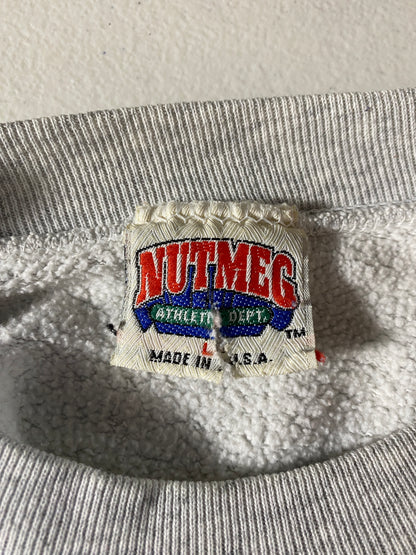 NUTMEG
ATHLETIC DEPT.
L
TM
MADE IN U.S.A.